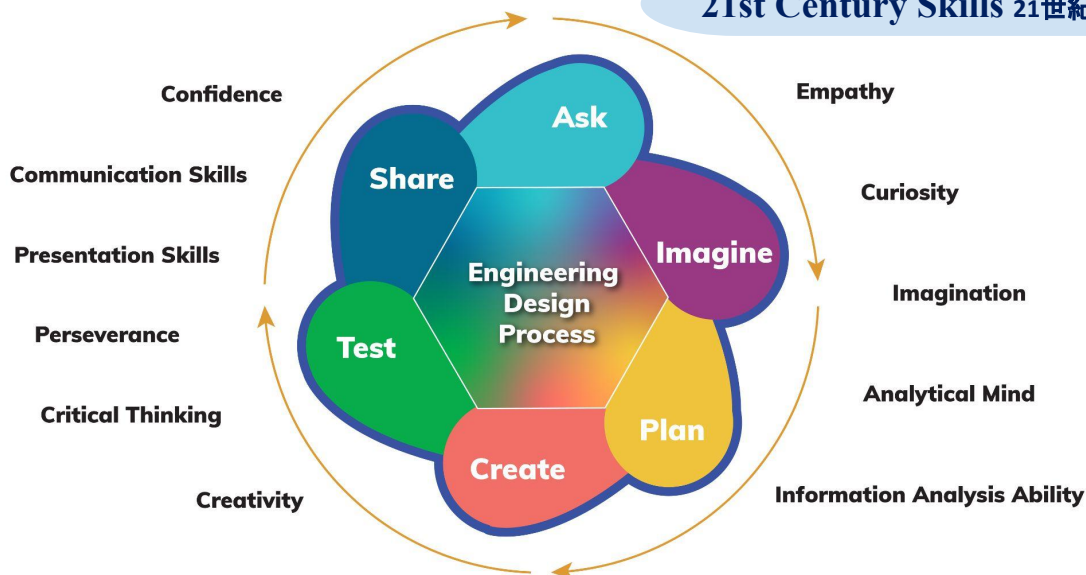 21st Century Skills 21世紀
Confidence
Communication Skills
Presentation Skills
Perseverance
Critical Thinking
Creativity
Empathy
Curiosity
Imagination
Analytical Mind
Information Analysis Ability
Ask
Imagine
Plan
Create
Test
Share
Engineering
Design
Process